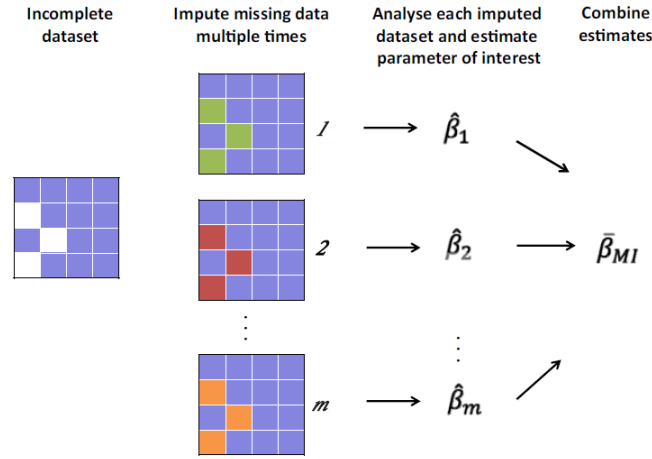 Incomplete
dataset
Impute missing data
multiple times
Analyse each imputed
dataset and estimate
parameter of interest
Combine
estimates
1
β̂₁
2
β̂₂
β̄_MI
⋮
⋮
m
β̂ₘ